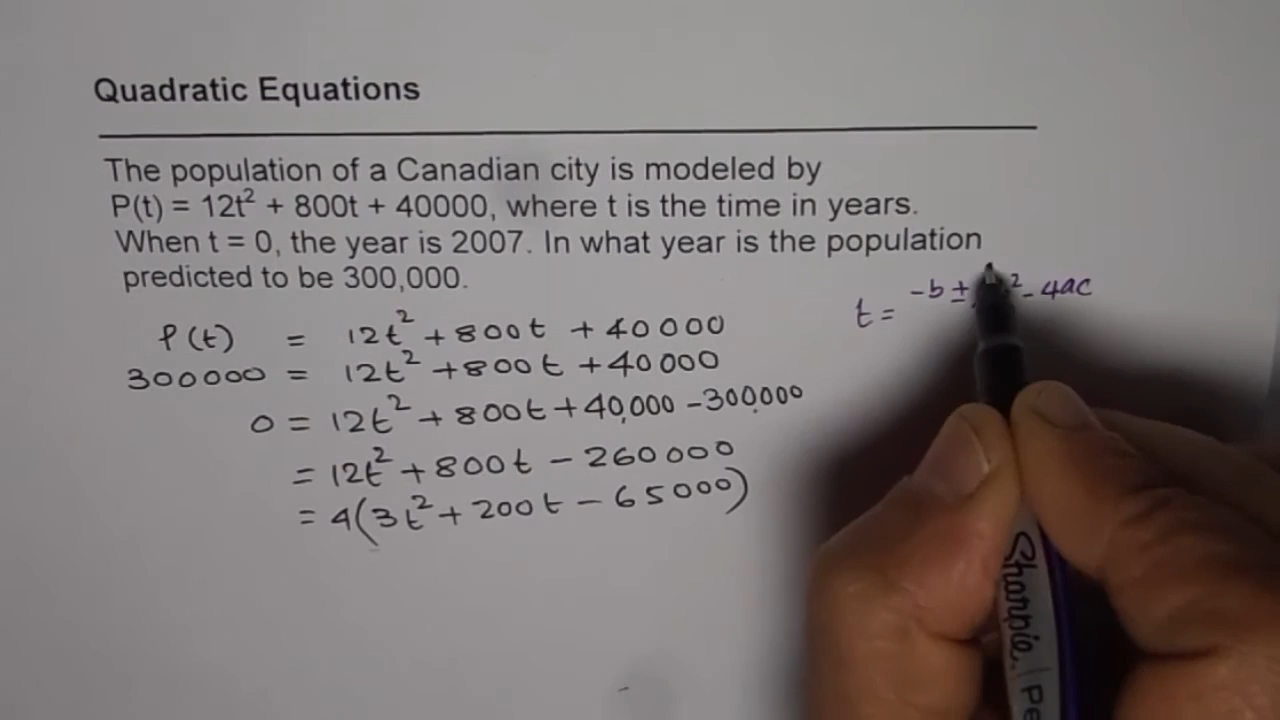 Quadratic Equations
The population of a Canadian city is modeled by
P(t) = 12t² + 800t + 40000, where t is the time in years.
When t = 0, the year is 2007. In what year is the population
predicted to be 300,000.
P(t) = 12t² + 800t + 40000
300000 = 12t² + 800t + 40000
0 = 12t² + 800t + 40,000 - 300,000
= 12t² + 800t - 260000
= 4(3t² + 200t - 65000)
t = -b ± ² - 4ac
Sharpie.
Pe